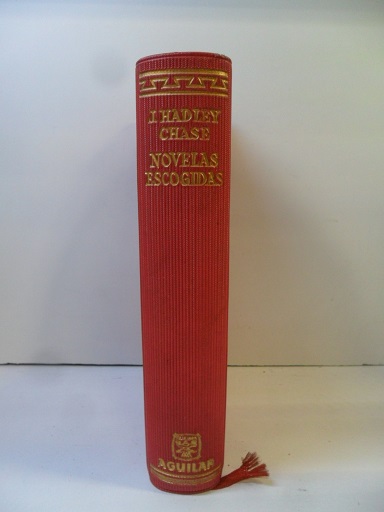 J. HADLEY
CHASE
NOVELAS
ESCOGIDAS
AGUILAR